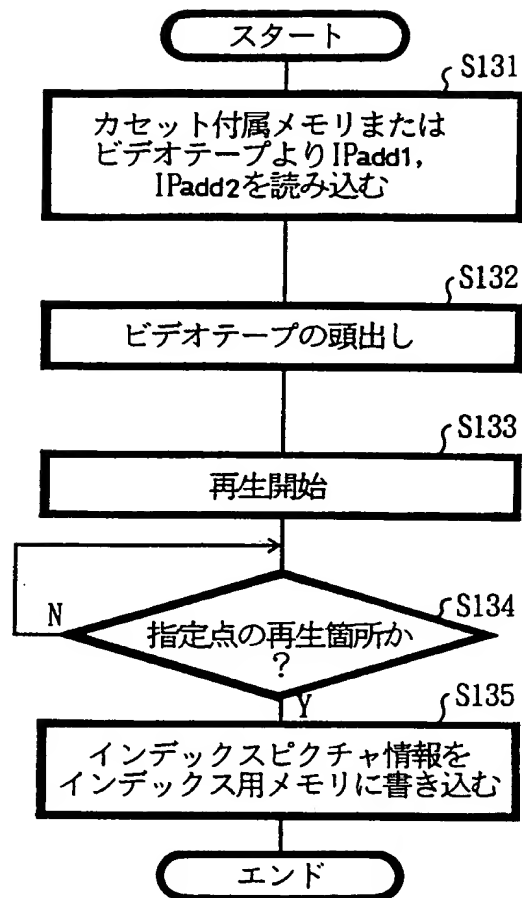 スタート
S131
カセット付属メモリまたは
ビデオテープよりIPadd1,
IPadd2を読み込む
S132
ビデオテープの頭出し
S133
再生開始
S134
N
指定点の再生箇所か
?
Y
S135
インデックスピクチャ情報を
インデックス用メモリに書き込む
エンド